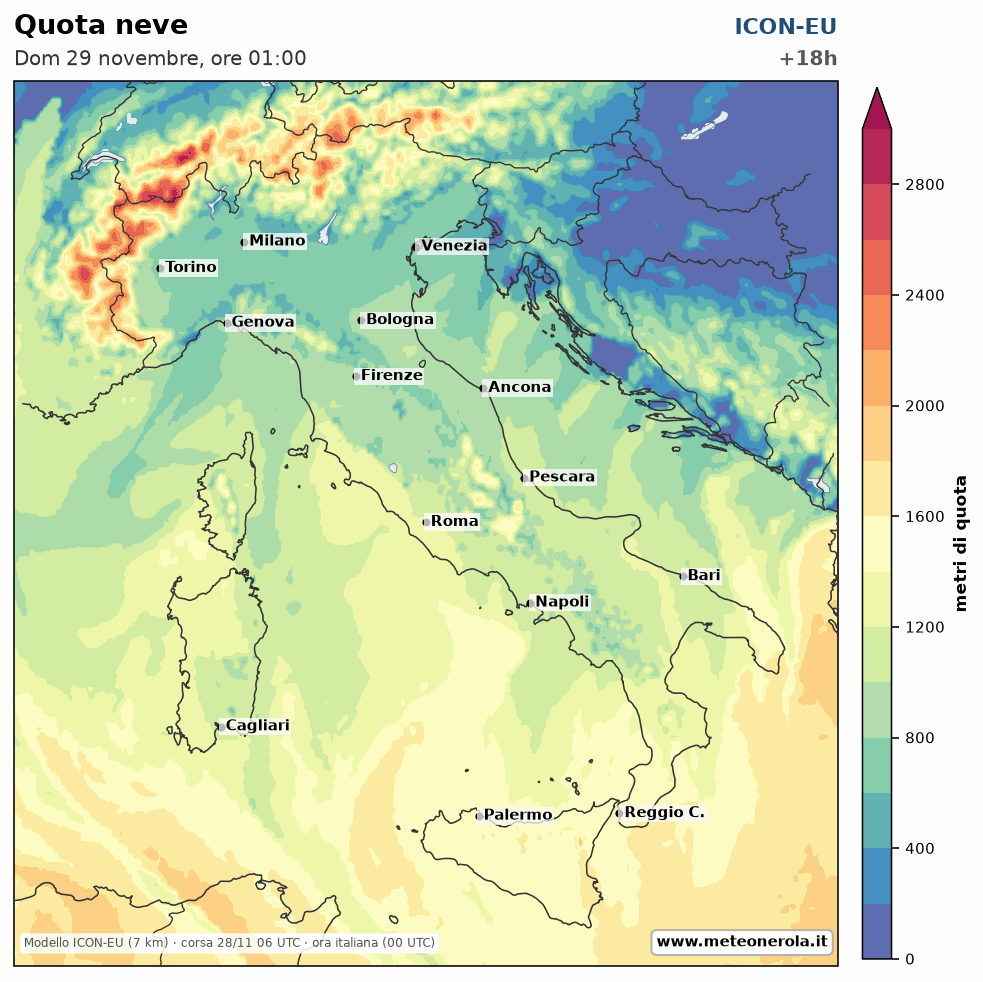 Quota neve
ICON-EU
Dom 29 novembre, ore 01:00
+18h
Milano
Venezia
Torino
Genova
Bologna
Firenze
Ancona
Pescara
Roma
Bari
Napoli
Cagliari
Palermo
Reggio C.
2800
2400
2000
1600
1200
800
400
0
metri di quota
Modello ICON-EU (7 km) · corsa 28/11 06 UTC · ora italiana (00 UTC)
www.meteonerola.it